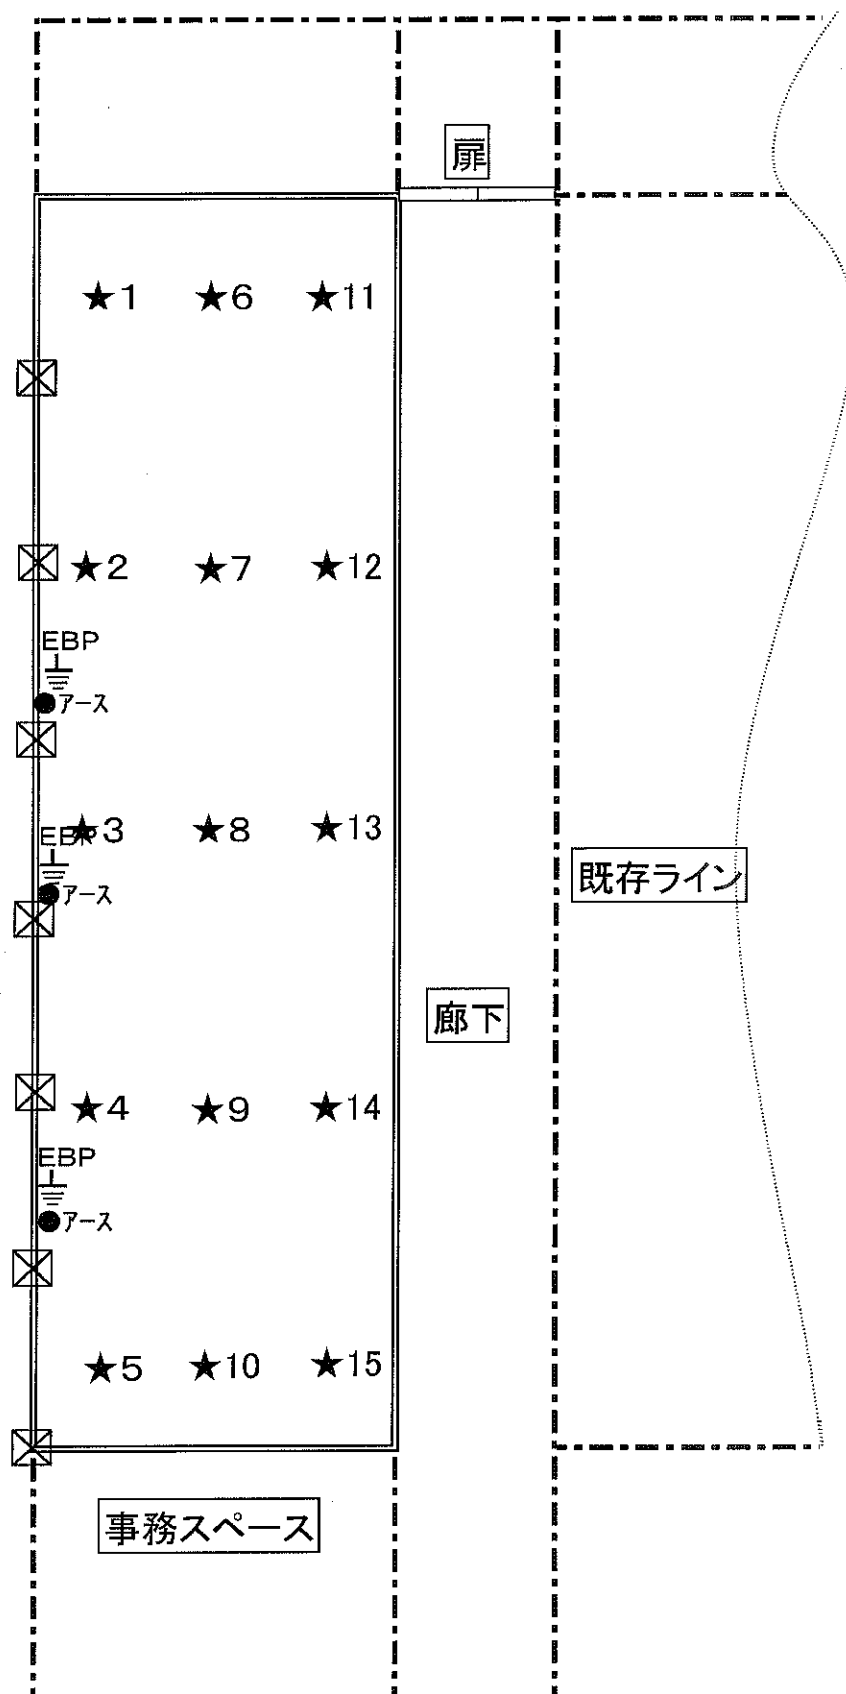 扉
★1 ★6 ★11
★2 ★7 ★12
EBP
アース
★3 ★8 ★13
EBP
アース
既存ライン
廊下
★4 ★9 ★14
EBP
アース
★5 ★10 ★15
事務スペース